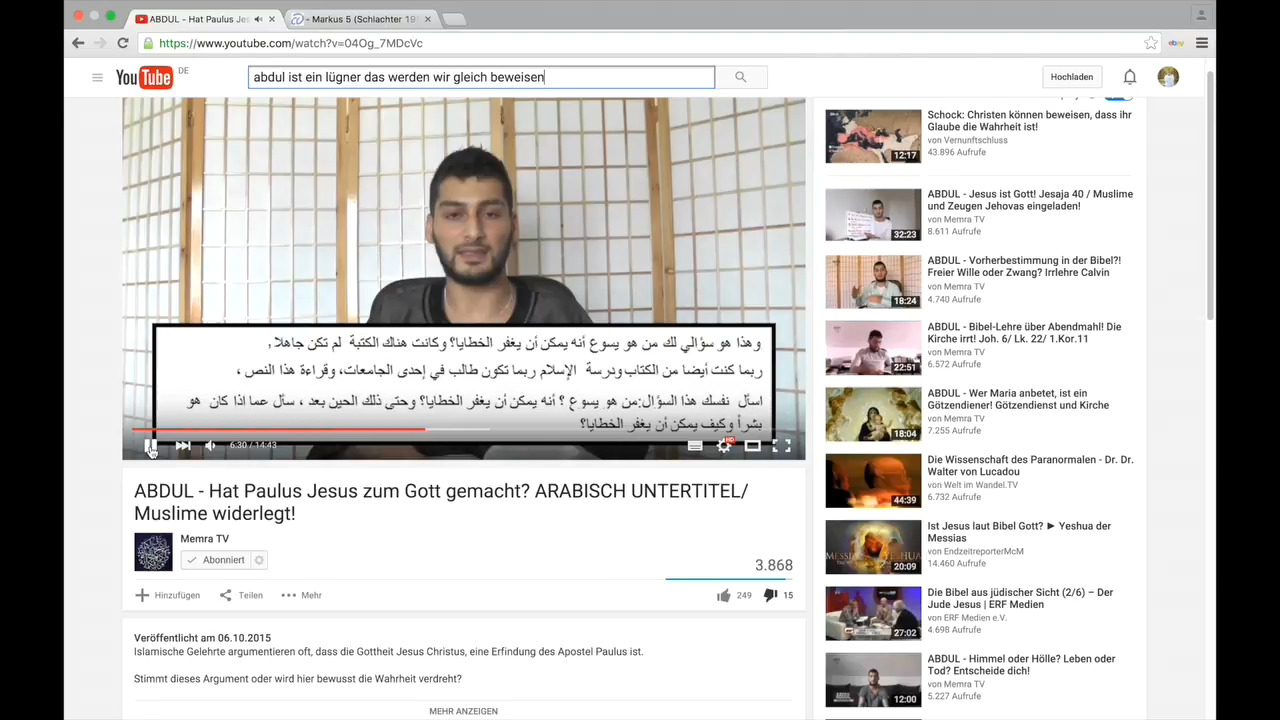 ABDUL - Hat Paulus Jes
- Markus 5 (Schlachter 19
https://www.youtube.com/watch?v=04Og_7MDcVc
YouTube DE
abdul ist ein lügner das werden wir gleich beweisen
Hochladen
وهذا هو سؤالي لك من هو يسوع أنه يمكن أن يغفر الخطايا؟ وكانت هناك الكتبة لم تكن جاهلا,
ربما كنت أيضا من الكتاب ودرسة الإسلام ربما تكون طالب في إحدى الجامعات، وقراءة هذا النص ،
اسأل نفسك هذا السؤال:من هو يسوع ؟ أنه يمكن أن يغفر الخطايا؟ وحتى ذلك الحين بعد ، سأل عما اذا كان هو
بشرأ وكيف يمكن أن يغفر الخطايا؟
6:30 / 14:43
HD
ABDUL - Hat Paulus Jesus zum Gott gemacht? ARABISCH UNTERTITEL/
Muslime widerlegt!
Memra TV
Abonniert
3.868
Hinzufügen
Teilen
Mehr
249
15
Veröffentlicht am 06.10.2015
Islamische Gelehrte argumentieren oft, dass die Gottheit Jesus Christus, eine Erfindung des Apostel Paulus ist.
Stimmt dieses Argument oder wird hier bewusst die Wahrheit verdreht?
MEHR ANZEIGEN
Schock: Christen können beweisen, dass ihr
Glaube die Wahrheit ist!
von Vernunftschluss
43.896 Aufrufe
12:17
ABDUL - Jesus ist Gott! Jesaja 40 / Muslime
und Zeugen Jehovas eingeladen!
von Memra TV
8.611 Aufrufe
32:23
ABDUL - Vorherbestimmung in der Bibel?!
Freier Wille oder Zwang? Irrlehre Calvin
von Memra TV
4.740 Aufrufe
18:24
ABDUL - Bibel-Lehre über Abendmahl! Die
Kirche irrt! Joh. 6/ Lk. 22/ 1.Kor.11
von Memra TV
6.572 Aufrufe
22:51
ABDUL - Wer Maria anbetet, ist ein
Götzendiener! Götzendienst und Kirche
von Memra TV
7.255 Aufrufe
18:04
Die Wissenschaft des Paranormalen - Dr. Dr.
Walter von Lucadou
von Welt im Wandel.TV
6.732 Aufrufe
44:39
Ist Jesus laut Bibel Gott? ► Yeshua der
Messias
von EndzeitreporterMcM
14.460 Aufrufe
20:09
Die Bibel aus jüdischer Sicht (2/6) – Der
Jude Jesus | ERF Medien
von ERF Medien e.V.
4.698 Aufrufe
27:02
ABDUL - Himmel oder Hölle? Leben oder
Tod? Entscheide dich!
von Memra TV
5.227 Aufrufe
12:00